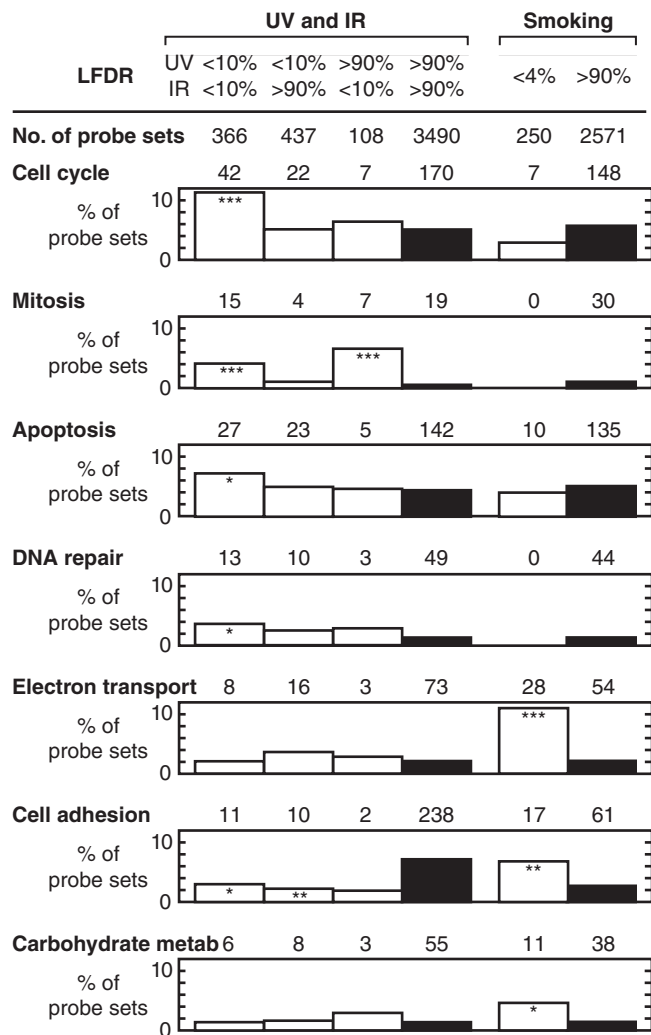 UV and IR Smoking
UV <10% <10% >90% >90%
LFDR <4% >90%
IR <10% >90% <10% >90%
No. of probe sets 366 437 108 3490 250 2571
Cell cycle 42 22 7 170 7 148
10
% of
***
probe sets
0
Mitosis 15 4 7 19 0 30
10
% of
*** ***
probe sets
0
Apoptosis 27 23 5 142 10 135
10
% of
*
probe sets
0
DNA repair 13 10 3 49 0 44
10
% of
*
probe sets
0
Electron transport 8 16 3 73 28 54
10
% of
***
probe sets
0
Cell adhesion 11 10 2 238 17 61
10
% of
* ** **
probe sets
0
Carbohydrate metab 6 8 3 55 11 38
10
% of
*
probe sets
0